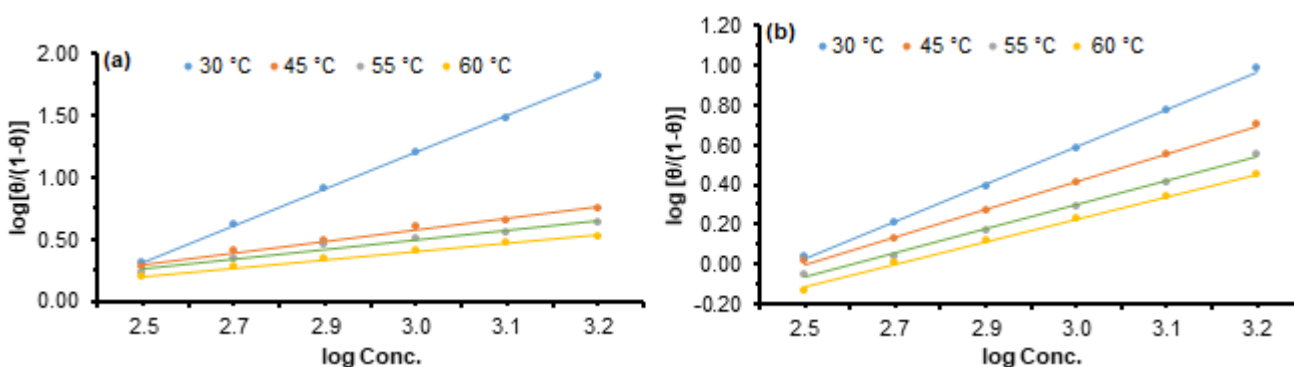 (a)
30 °C 45 °C 55 °C 60 °C
log[θ/(1-θ)]
2.00
1.50
1.00
0.50
0.00
2.5 2.7 2.9 3.0 3.1 3.2
log Conc.
(b)
30 °C 45 °C 55 °C 60 °C
log [θ/(1-θ)]
1.20
1.00
0.80
0.60
0.40
0.20
0.00
-0.20
2.5 2.7 2.9 3.0 3.1 3.2
log Conc.